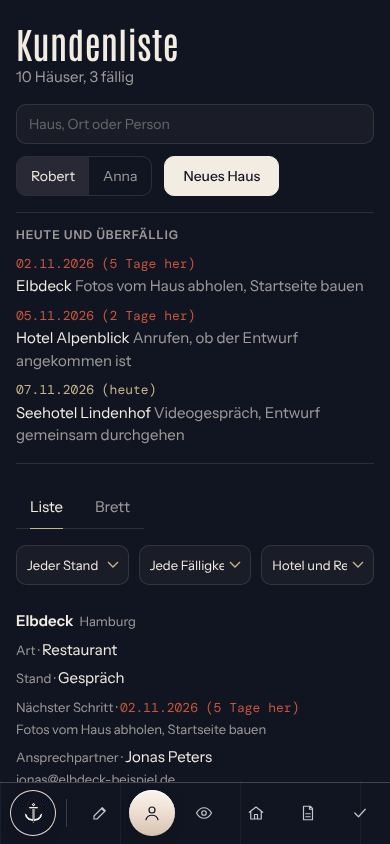 Kundenliste
10 Häuser, 3 fällig
Haus, Ort oder Person
Robert Anna Neues Haus
HEUTE UND ÜBERFÄLLIG
02.11.2026 (5 Tage her)
Elbdeck Fotos vom Haus abholen, Startseite bauen
05.11.2026 (2 Tage her)
Hotel Alpenblick Anrufen, ob der Entwurf
angekommen ist
07.11.2026 (heute)
Seehotel Lindenhof Videogespräch, Entwurf
gemeinsam durchgehen
Liste Brett
Jeder Stand Jede Fälligke Hotel und Re
Elbdeck Hamburg
Art · Restaurant
Stand · Gespräch
Nächster Schritt · 02.11.2026 (5 Tage her)
Fotos vom Haus abholen, Startseite bauen
Ansprechpartner · Jonas Peters
jonas@elbdeck-beispiel.de